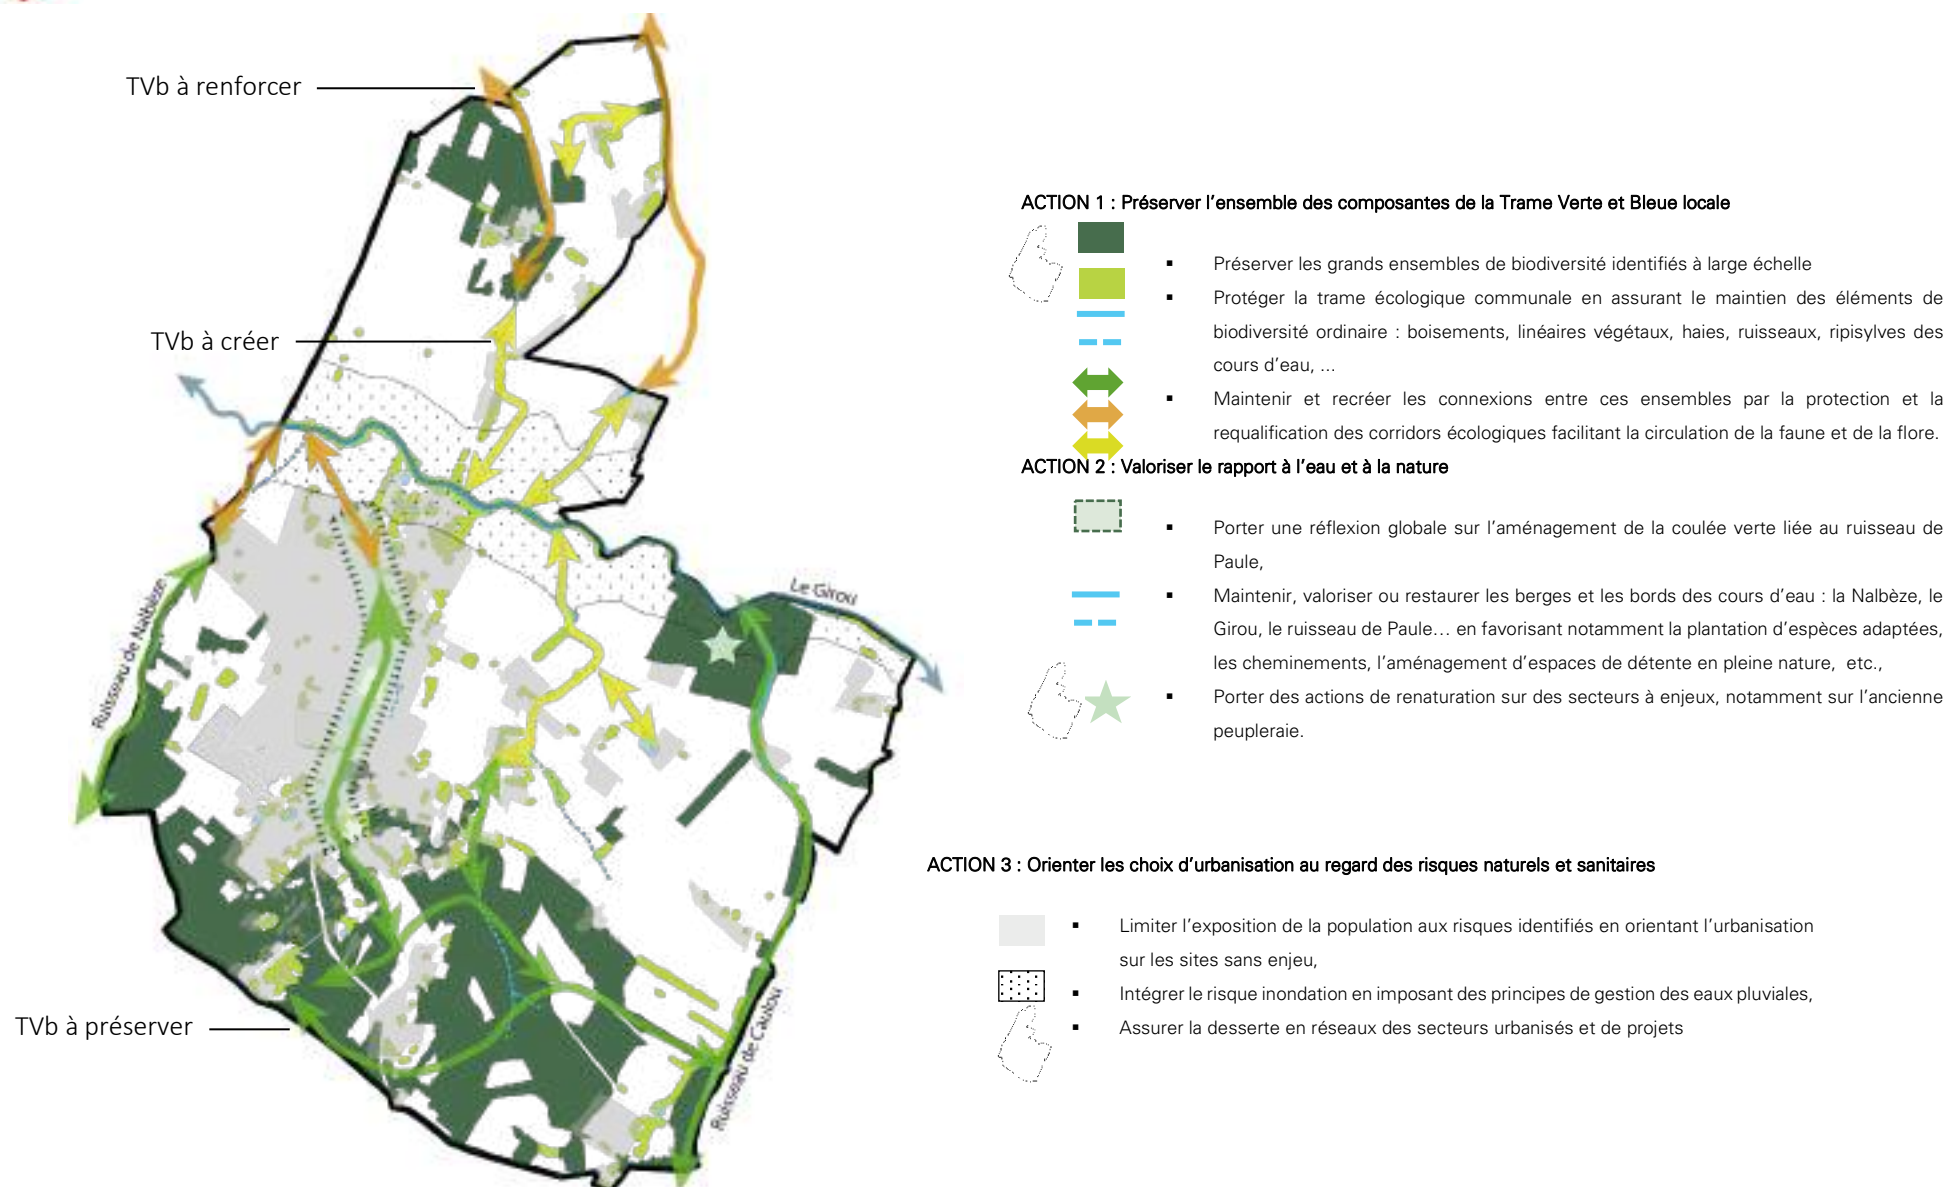 TVb à renforcer
TVb à créer
Ruisseau de Nalbèze
Le Girou
TVb à préserver
Ruisseau de Caulou
ACTION 1 : Préserver l’ensemble des composantes de la Trame Verte et Bleue locale
▪ Préserver les grands ensembles de biodiversité identifiés à large échelle
▪ Protéger la trame écologique communale en assurant le maintien des éléments de
biodiversité ordinaire : boisements, linéaires végétaux, haies, ruisseaux, ripisylves des
cours d’eau, ...
▪ Maintenir et recréer les connexions entre ces ensembles par la protection et la
requalification des corridors écologiques facilitant la circulation de la faune et de la flore.
ACTION 2 : Valoriser le rapport à l’eau et à la nature
▪ Porter une réflexion globale sur l’aménagement de la coulée verte liée au ruisseau de
Paule,
▪ Maintenir, valoriser ou restaurer les berges et les bords des cours d’eau : la Nalbèze, le
Girou, le ruisseau de Paule… en favorisant notamment la plantation d’espèces adaptées,
les cheminements, l’aménagement d’espaces de détente en pleine nature, etc.,
▪ Porter des actions de renaturation sur des secteurs à enjeux, notamment sur l’ancienne
peupleraie.
ACTION 3 : Orienter les choix d’urbanisation au regard des risques naturels et sanitaires
▪ Limiter l’exposition de la population aux risques identifiés en orientant l’urbanisation
sur les sites sans enjeu,
▪ Intégrer le risque inondation en imposant des principes de gestion des eaux pluviales,
▪ Assurer la desserte en réseaux des secteurs urbanisés et de projets